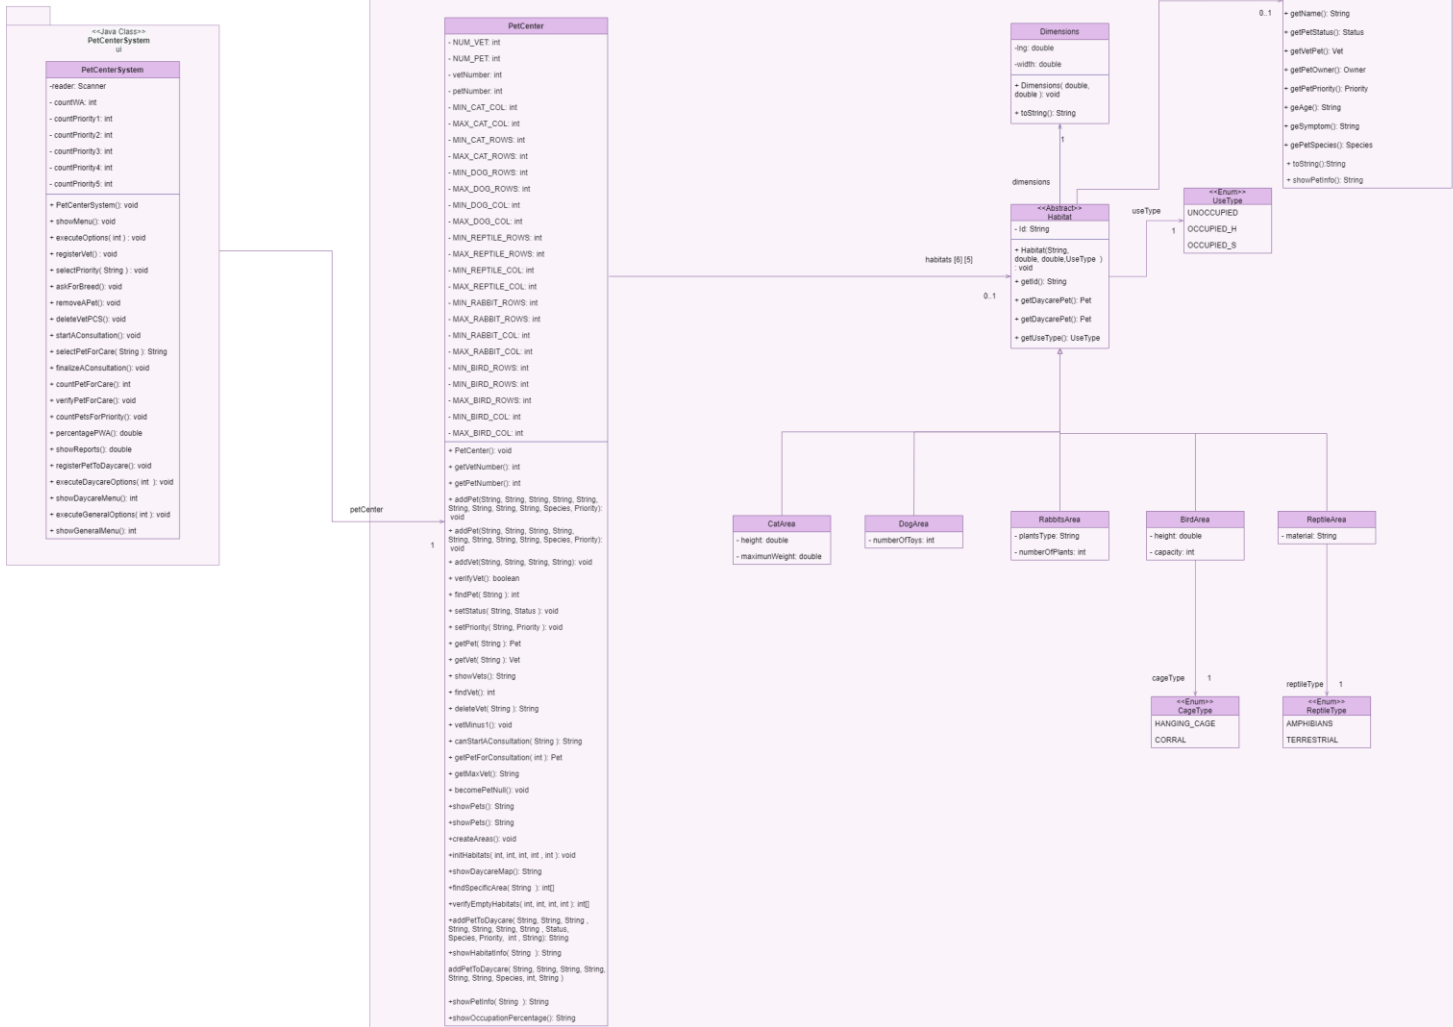 <<Java Class>>
PetCenterSystem
ui
PetCenterSystem
-reader: Scanner
- countWA: int
- countPriority1: int
- countPriority2: int
- countPriority3: int
- countPriority4: int
- countPriority5: int
+ PetCenterSystem(): void
+ showMenu(): void
+ executeOptions( int ) : void
+ registerVet() : void
+ selectPriority( String ) : void
+ askForBreed(): void
+ removeAPet(): void
+ deleteVetPCS(): void
+ startAConsultation(): void
+ selectPetForCare( String ): String
+ finalizeAConsultation(): void
+ countPetForCare(): int
+ verifyPetForCare(): void
+ countPetsForPriority(): void
+ percentagePWA(): double
+ showReports(): double
+ registerPetToDaycare(): void
+ executeDaycareOptions( int ): void
+ showDaycareMenu(): int
+ executeGeneralOptions( int ): void
+ showGeneralMenu(): int
petCenter
1
PetCenter
- NUM_VET: int
- NUM_PET: int
- vetNumber: int
- petNumber: int
- MIN_CAT_COL: int
- MAX_CAT_COL: int
- MIN_CAT_ROWS: int
- MAX_CAT_ROWS: int
- MIN_DOG_ROWS: int
- MAX_DOG_ROWS: int
- MIN_DOG_COL: int
- MAX_DOG_COL: int
- MIN_REPTILE_ROWS: int
- MAX_REPTILE_ROWS: int
- MIN_REPTILE_COL: int
- MAX_REPTILE_COL: int
- MIN_RABBIT_ROWS: int
- MAX_RABBIT_ROWS: int
- MIN_RABBIT_COL: int
- MAX_RABBIT_COL: int
- MIN_BIRD_ROWS: int
- MIN_BIRD_ROWS: int
- MAX_BIRD_ROWS: int
- MIN_BIRD_COL: int
- MAX_BIRD_COL: int
+ PetCenter(): void
+ getVetNumber(): int
+ getPetNumber(): int
+ addPet(String, String, String, String, String,
String, String, String, String, Species, Priority):
void
+ addPet(String, String, String, String,
String, String, String, String, Species, Priority):
void
+ addVet(String, String, String, String): void
+ verifyVet(): boolean
+ findPet( String ): int
+ setStatus( String, Status ): void
+ setPriority( String, Priority ): void
+ getPet( String ): Pet
+ getVet( String ): Vet
+ showVets(): String
+ findVet(): int
+ deleteVet( String ): String
+ vetMinus1(): void
+ canStartAConsultation( String ): String
+ getPetForConsultation( int ): Pet
+ getMaxVet(): String
+ becomePetNull(): void
+showPets(): String
+showPets(): String
+createAreas(): void
+initHabitats( int, int, int, int , int ): void
+showDaycareMap(): String
+findSpecificArea( String ): int[]
+verifyEmptyHabitats( int, int, int, int ): int[]
+addPetToDaycare( String, String, String ,
String, String, String, String , Status,
Species, Priority, int , String): String
+showHabitatInfo( String ): String
addPetToDaycare( String, String, String, String,
String, String, Species, int, String )
+showPetInfo( String ): String
+showOccupationPercentage(): String
habitats [6] [5]
0..1
Dimensions
-lng: double
-width: double
+ Dimensions( double,
double ): void
+ toString(): String
1
dimensions
<<Abstract>>
Habitat
- Id: String
+ Habitat(String,
double, double,UseType )
: void
+ getId(): String
+ getDaycarePet(): Pet
+ getDaycarePet(): Pet
+ getUseType(): UseType
useType
1
<<Enum>>
UseType
UNOCCUPIED
OCCUPIED_H
OCCUPIED_S
0..1
+ getName(): String
+ getPetStatus(): Status
+ getVetPet(): Vet
+ getPetOwner(): Owner
+ getPetPriority(): Priority
+ geAge(): String
+ geSymptom(): String
+ gePetSpecies(): Species
+ toString():String
+ showPetInfo(): String
CatArea
- height: double
- maximunWeight: double
DogArea
- numberOfToys: int
RabbitsArea
- plantsType: String
- numberOfPlants: int
BirdArea
- height: double
- capacity: int
ReptileArea
- material: String
cageType
1
<<Enum>>
CageType
HANGING_CAGE
CORRAL
reptileType
1
<<Enum>>
ReptileType
AMPHIBIANS
TERRESTRIAL